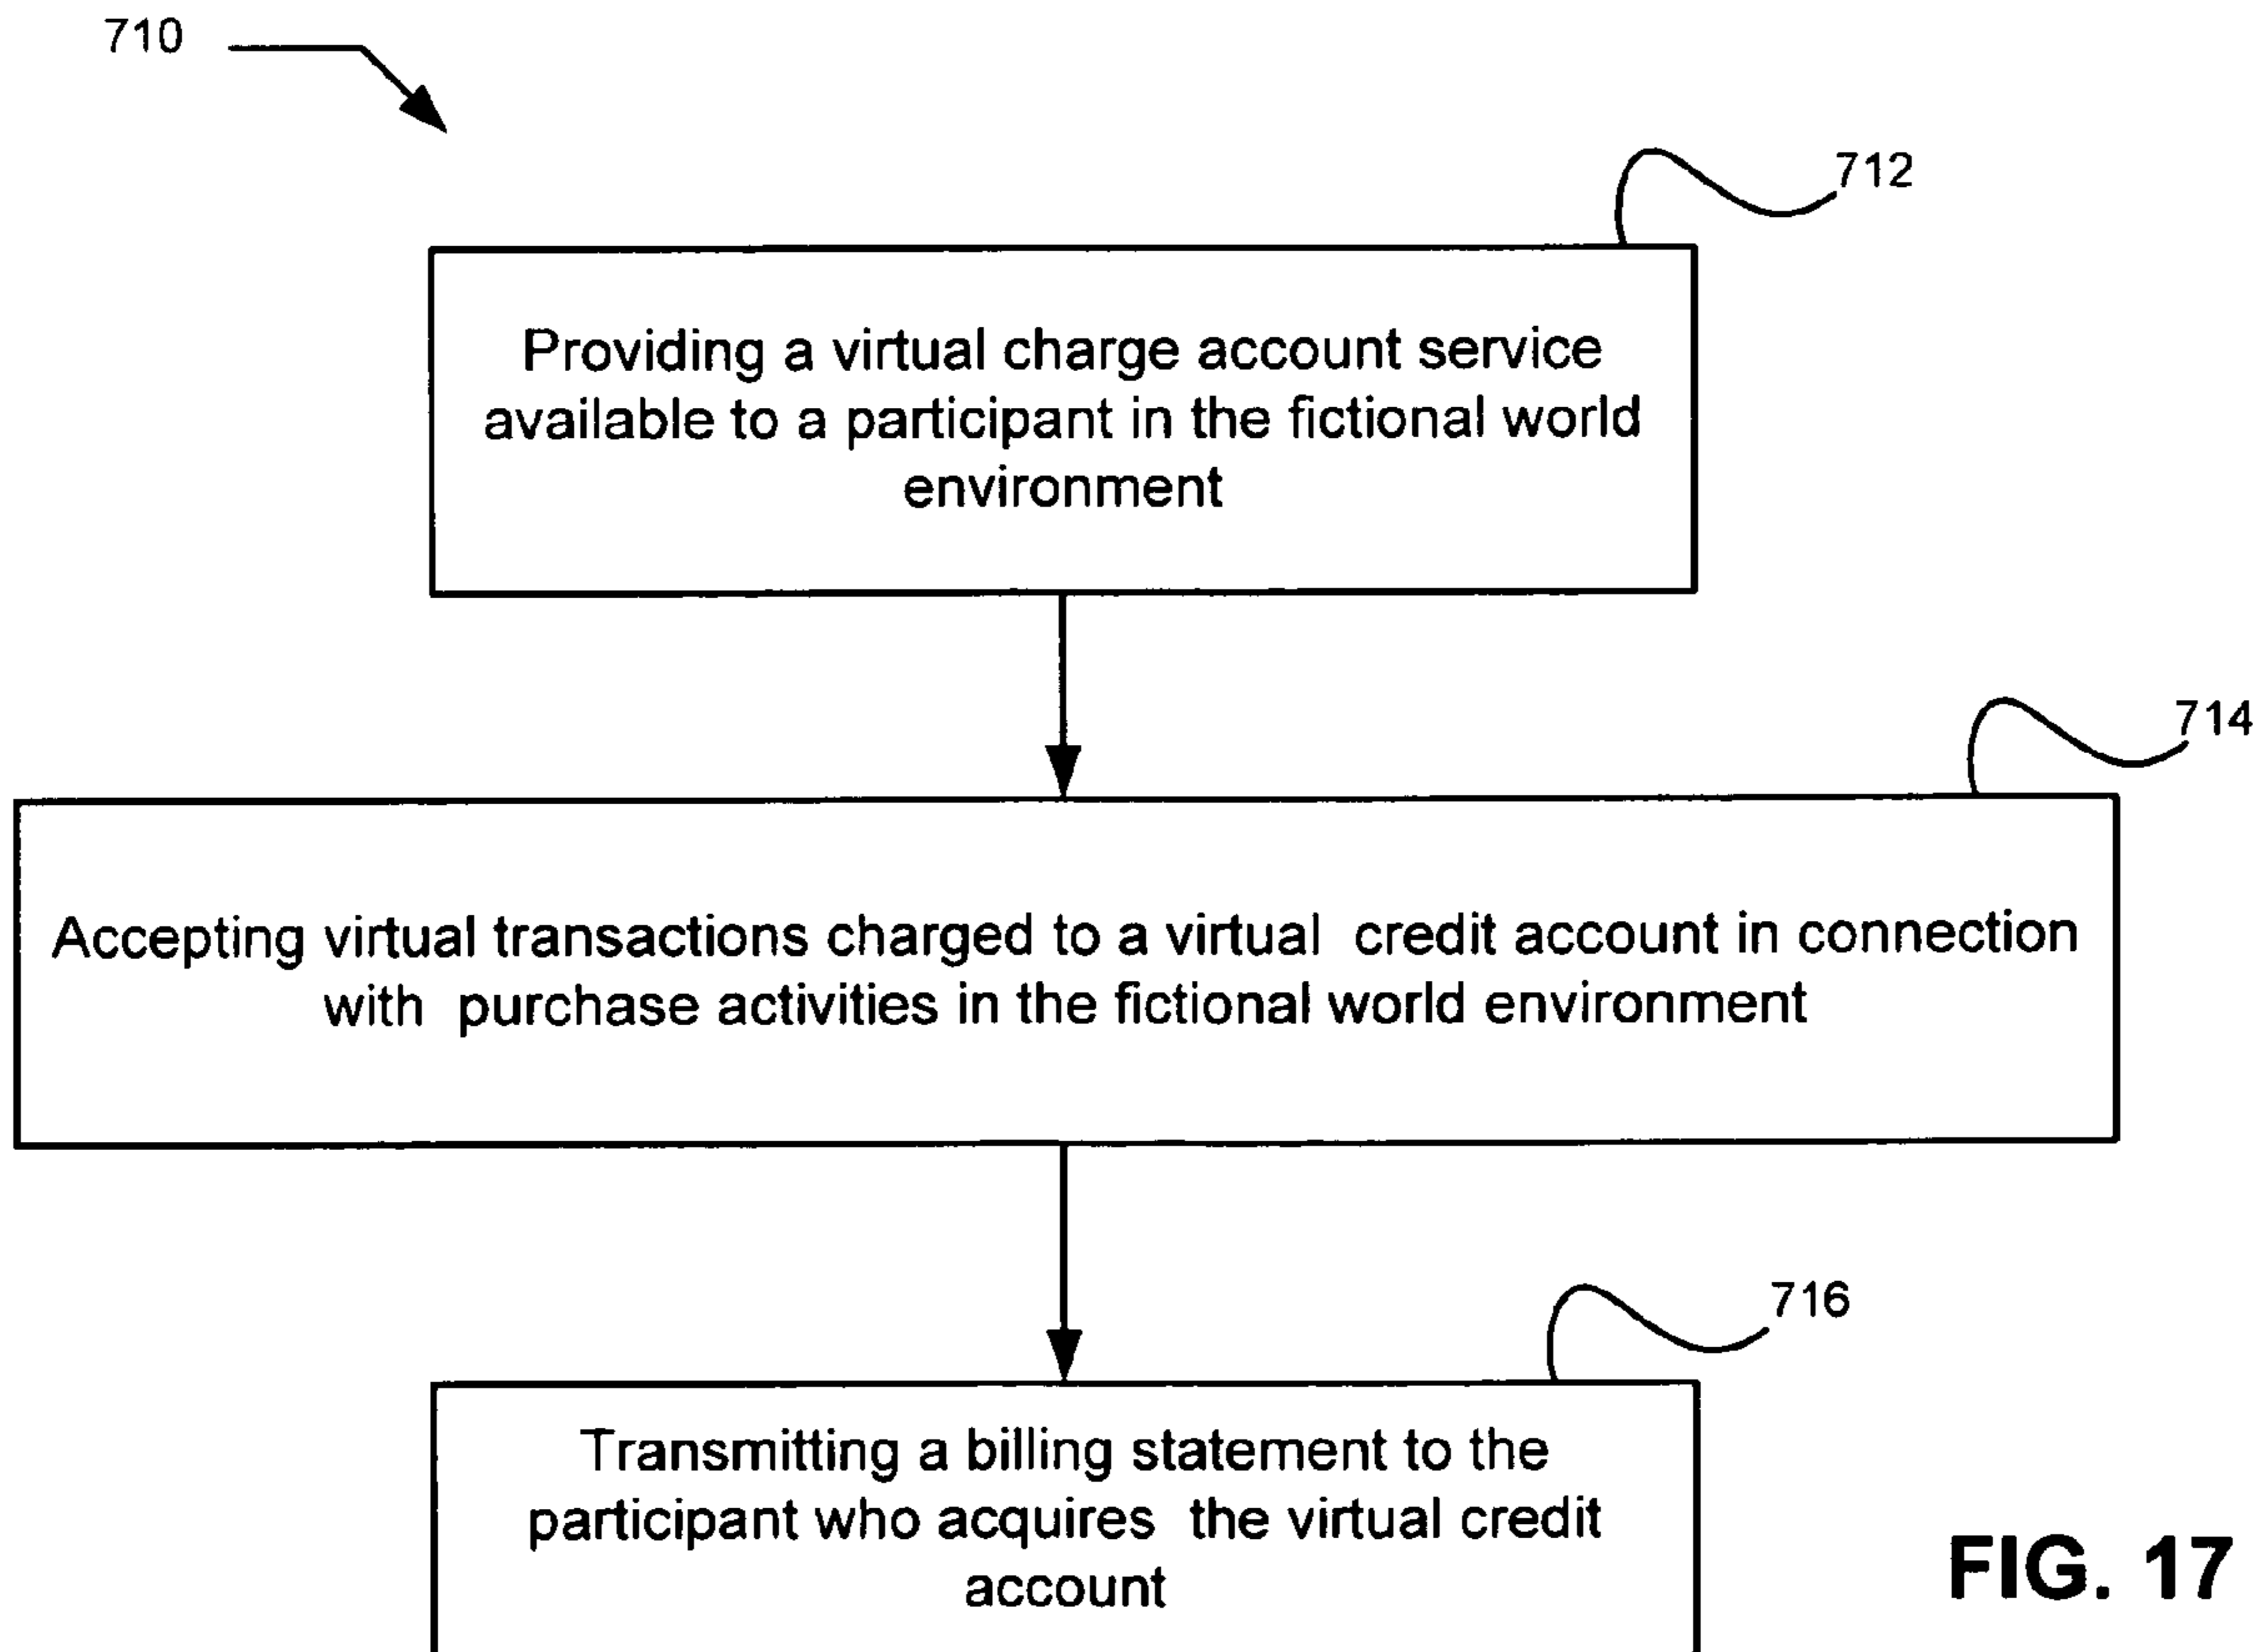 710
712
Providing a virtual charge account service
available to a participant in the fictional world
environment
714
Accepting virtual transactions charged to a virtual credit account in connection
with purchase activities in the fictional world environment
716
Transmitting a billing statement to the
participant who acquires the virtual credit
account
FIG. 17